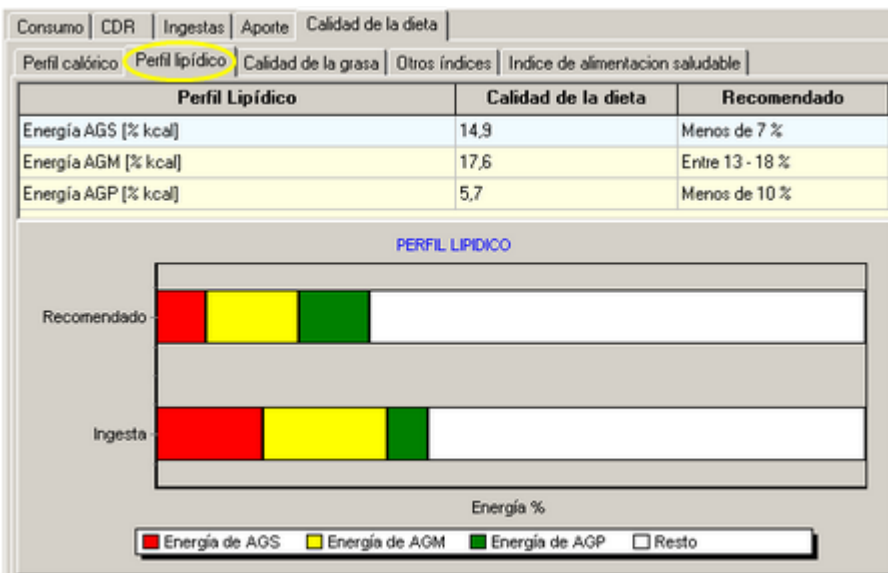 Consumo CDR Ingestas Aporte Calidad de la dieta
Perfil calórico Perfil lipídico Calidad de la grasa Otros índices Indice de alimentacion saludable
Perfil Lipídico Calidad de la dieta Recomendado
Energía AGS [% kcal] 14,9 Menos de 7 %
Energía AGM [% kcal] 17,6 Entre 13 - 18 %
Energía AGP [% kcal] 5,7 Menos de 10 %
PERFIL LIPIDICO
Recomendado
Ingesta
Energía %
Energía de AGS Energía de AGM Energía de AGP Resto